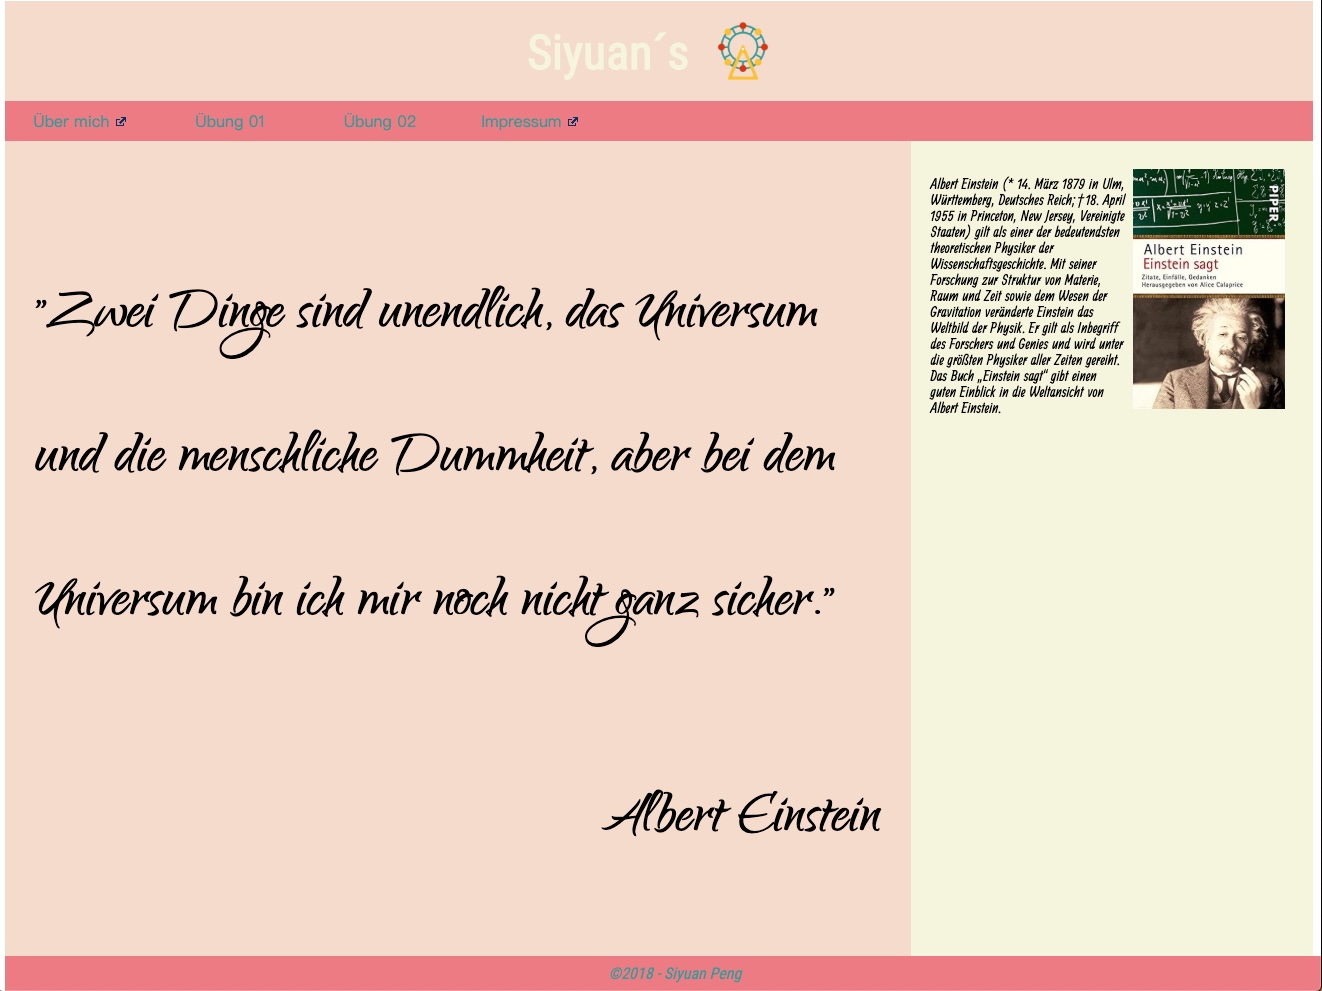 Siyuan´s
Über mich
Übung 01
Übung 02
Impressum
"Zwei Dinge sind unendlich, das Universum
und die menschliche Dummheit, aber bei dem
Universum bin ich mir noch nicht ganz sicher."
Albert Einstein
Albert Einstein (* 14. März 1879 in Ulm,
Württemberg, Deutsches Reich; † 18. April
1955 in Princeton, New Jersey, Vereinigte
Staaten) gilt als einer der bedeutendsten
theoretischen Physiker der
Wissenschaftsgeschichte. Mit seiner
Forschung zur Struktur von Materie,
Raum und Zeit sowie dem Wesen der
Gravitation veränderte Einstein das
Weltbild der Physik. Er gilt als Inbegriff
des Forschers und Genies und wird unter
die größten Physiker aller Zeiten gereiht.
Das Buch „Einstein sagt“ gibt einen
guten Einblick in die Weltansicht von
Albert Einstein.
PIPER
Albert Einstein
Einstein sagt
Zitate, Einfälle, Gedanken
Herausgegeben von Alice Calaprice
©2018 - Siyuan Peng